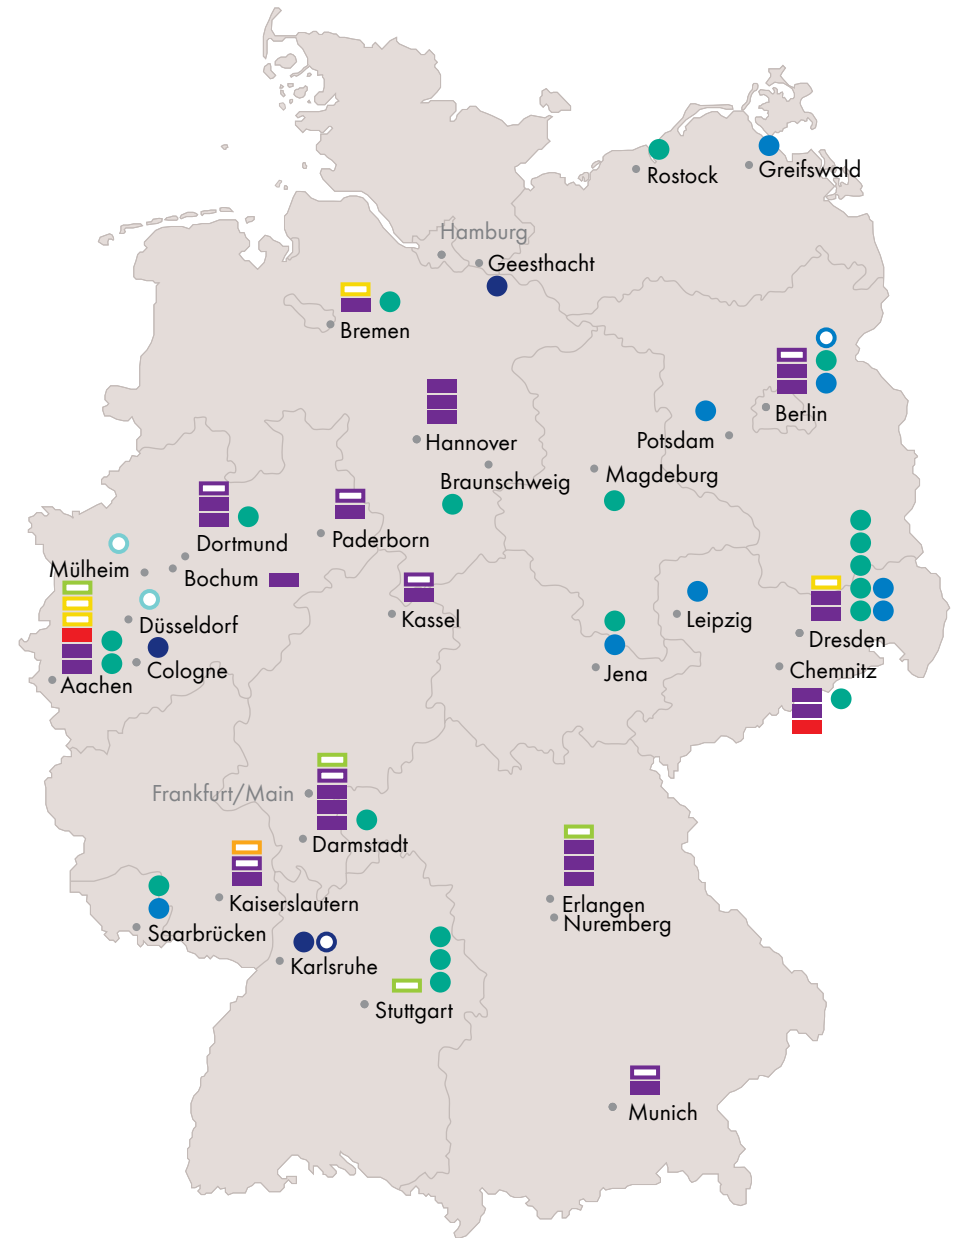 Rostock
Greifswald
Hamburg
Geesthacht
Bremen
Berlin
Hannover
Potsdam
Braunschweig
Magdeburg
Dortmund
Paderborn
Mülheim
Bochum
Düsseldorf
Kassel
Leipzig
Dresden
Cologne
Aachen
Jena
Chemnitz
Frankfurt/Main
Darmstadt
Kaiserslautern
Erlangen
Nuremberg
Saarbrücken
Karlsruhe
Stuttgart
Munich